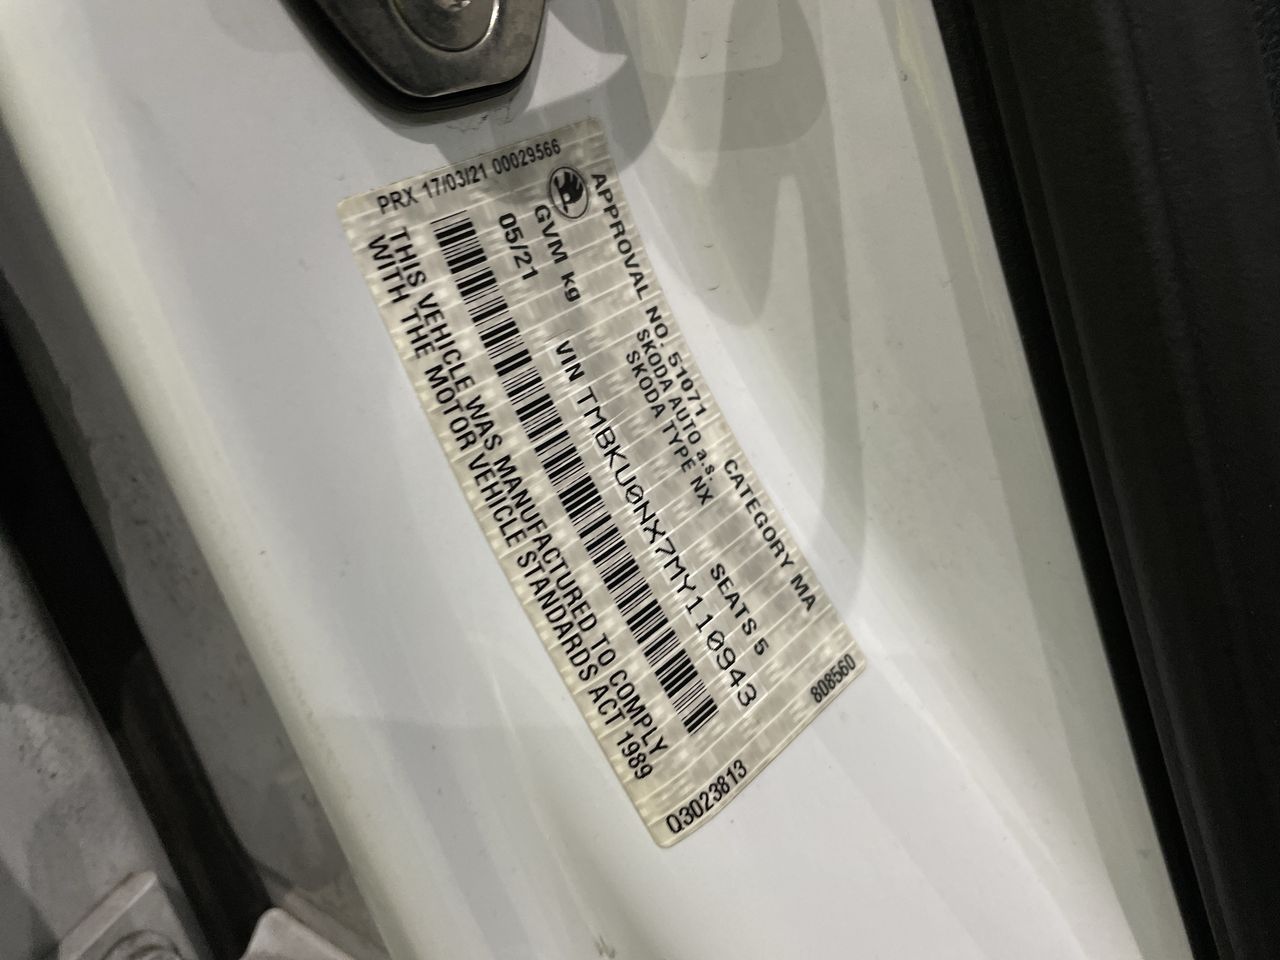 PRX 17/03/21 00029566
APPROVAL NO. 51071 CATEGORY MA
SKODA AUTO a.s.
SKODA TYPE NX
GVM kg SEATS 5
05/21 VIN TMBKU0NX7MY110943
THIS VEHICLE WAS MANUFACTURED TO COMPLY
WITH THE MOTOR VEHICLE STANDARDS ACT 1989
808560
Q3023813